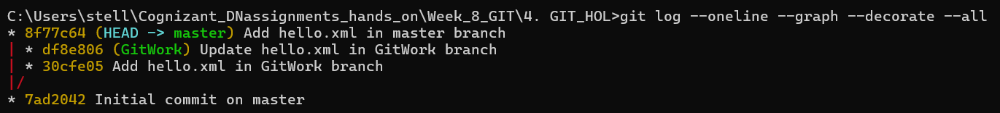 C:\Users\stell\Cognizant_DNassignments_hands_on\Week_8_GIT\4. GIT_HOL>git log --oneline --graph --decorate --all
* 8f77c64 (HEAD -> master) Add hello.xml in master branch
| * df8e806 (GitWork) Update hello.xml in GitWork branch
| * 30cfe05 Add hello.xml in GitWork branch
|/
* 7ad2042 Initial commit on master